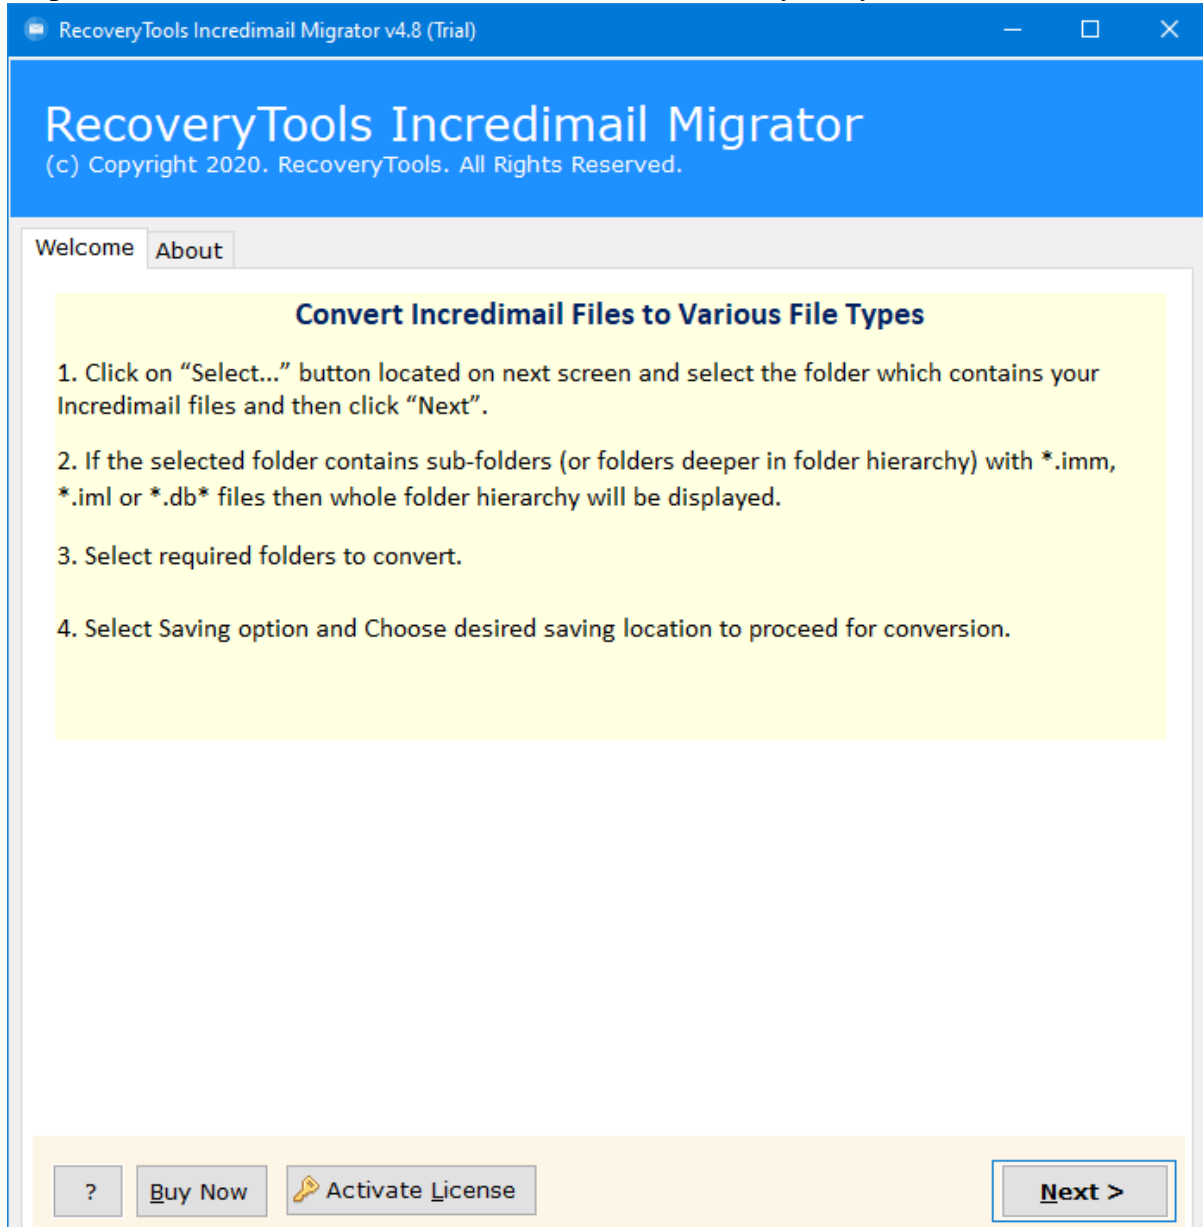 RecoveryTools Incredimail Migrator v4.8 (Trial)
RecoveryTools Incredimail Migrator
(c) Copyright 2020. RecoveryTools. All Rights Reserved.
Welcome
About
Convert Incredimail Files to Various File Types
1. Click on “Select...” button located on next screen and select the folder which contains your
Incredimail files and then click “Next”.
2. If the selected folder contains sub-folders (or folders deeper in folder hierarchy) with *.imm,
*.iml or *.db* files then whole folder hierarchy will be displayed.
3. Select required folders to convert.
4. Select Saving option and Choose desired saving location to proceed for conversion.
?
Buy Now
Activate License
Next >